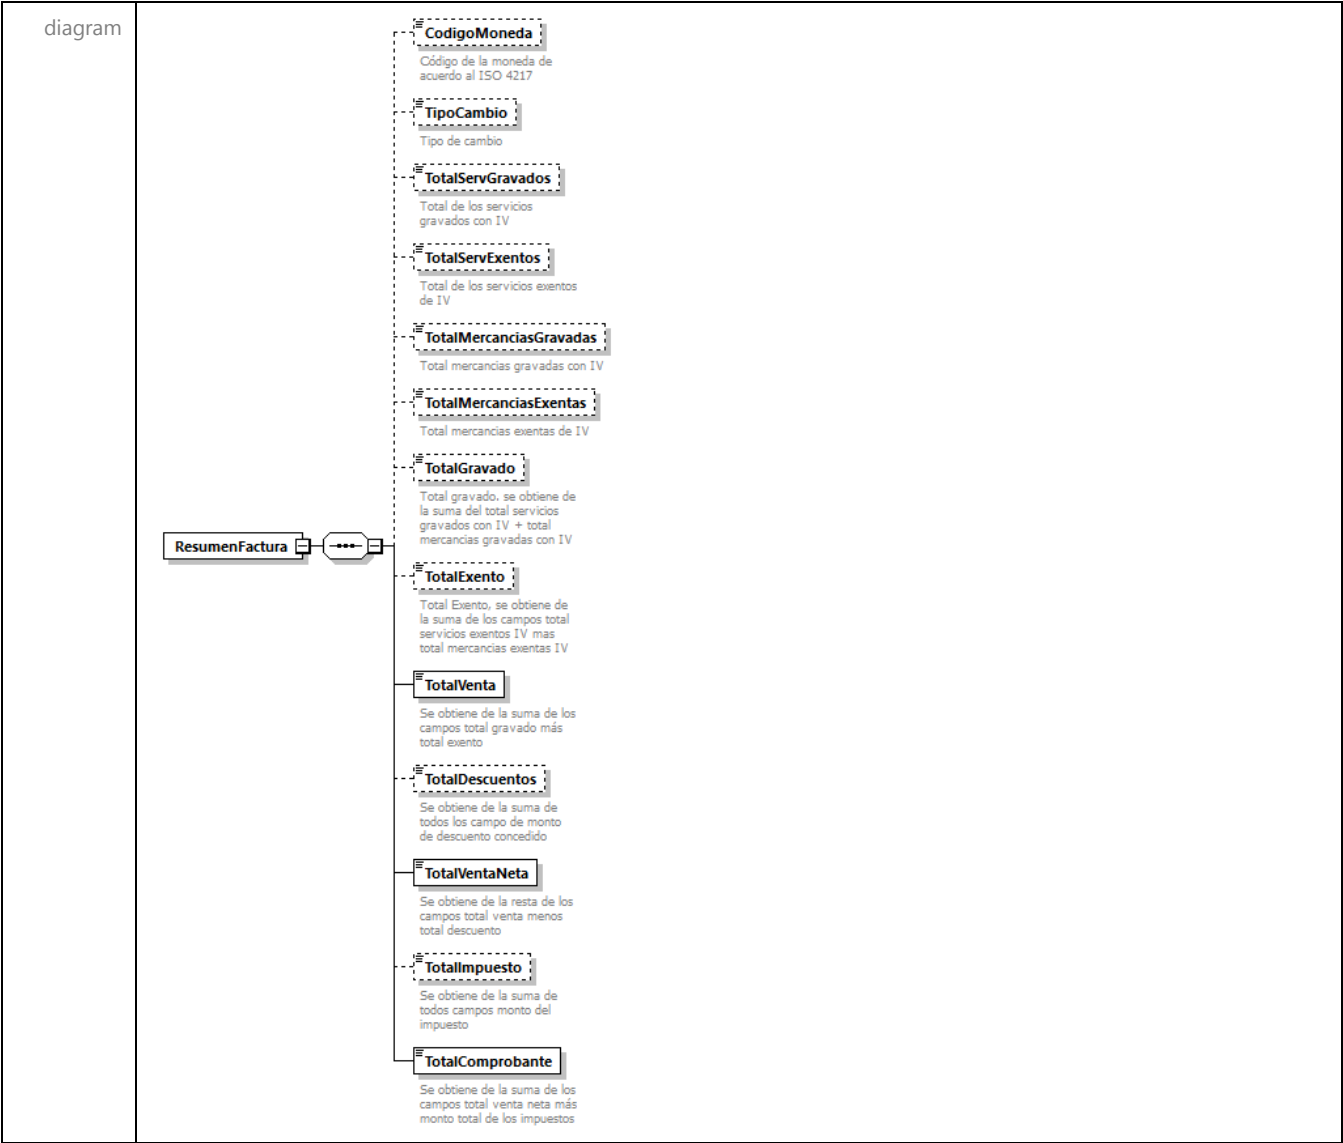 diagram
CodigoMoneda
Código de la moneda de
acuerdo al ISO 4217
TipoCambio
Tipo de cambio
TotalServGravados
Total de los servicios
gravados con IV
TotalServExentos
Total de los servicios exentos
de IV
TotalMercanciasGravadas
Total mercancias gravadas con IV
TotalMercanciasExentas
Total mercancias exentas de IV
TotalGravado
Total gravado. se obtiene de
la suma del total servicios
gravados con IV + total
mercancias gravadas con IV
ResumenFactura
TotalExento
Total Exento, se obtiene de
la suma de los campos total
servicios exentos IV mas
total mercancias exentas IV
TotalVenta
Se obtiene de la suma de los
campos total gravado más
total exento
TotalDescuentos
Se obtiene de la suma de
todos los campo de monto
de descuento concedido
TotalVentaNeta
Se obtiene de la resta de los
campos total venta menos
total descuento
TotalImpuesto
Se obtiene de la suma de
todos campos monto del
impuesto
TotalComprobante
Se obtiene de la suma de los
campos total venta neta más
monto total de los impuestos